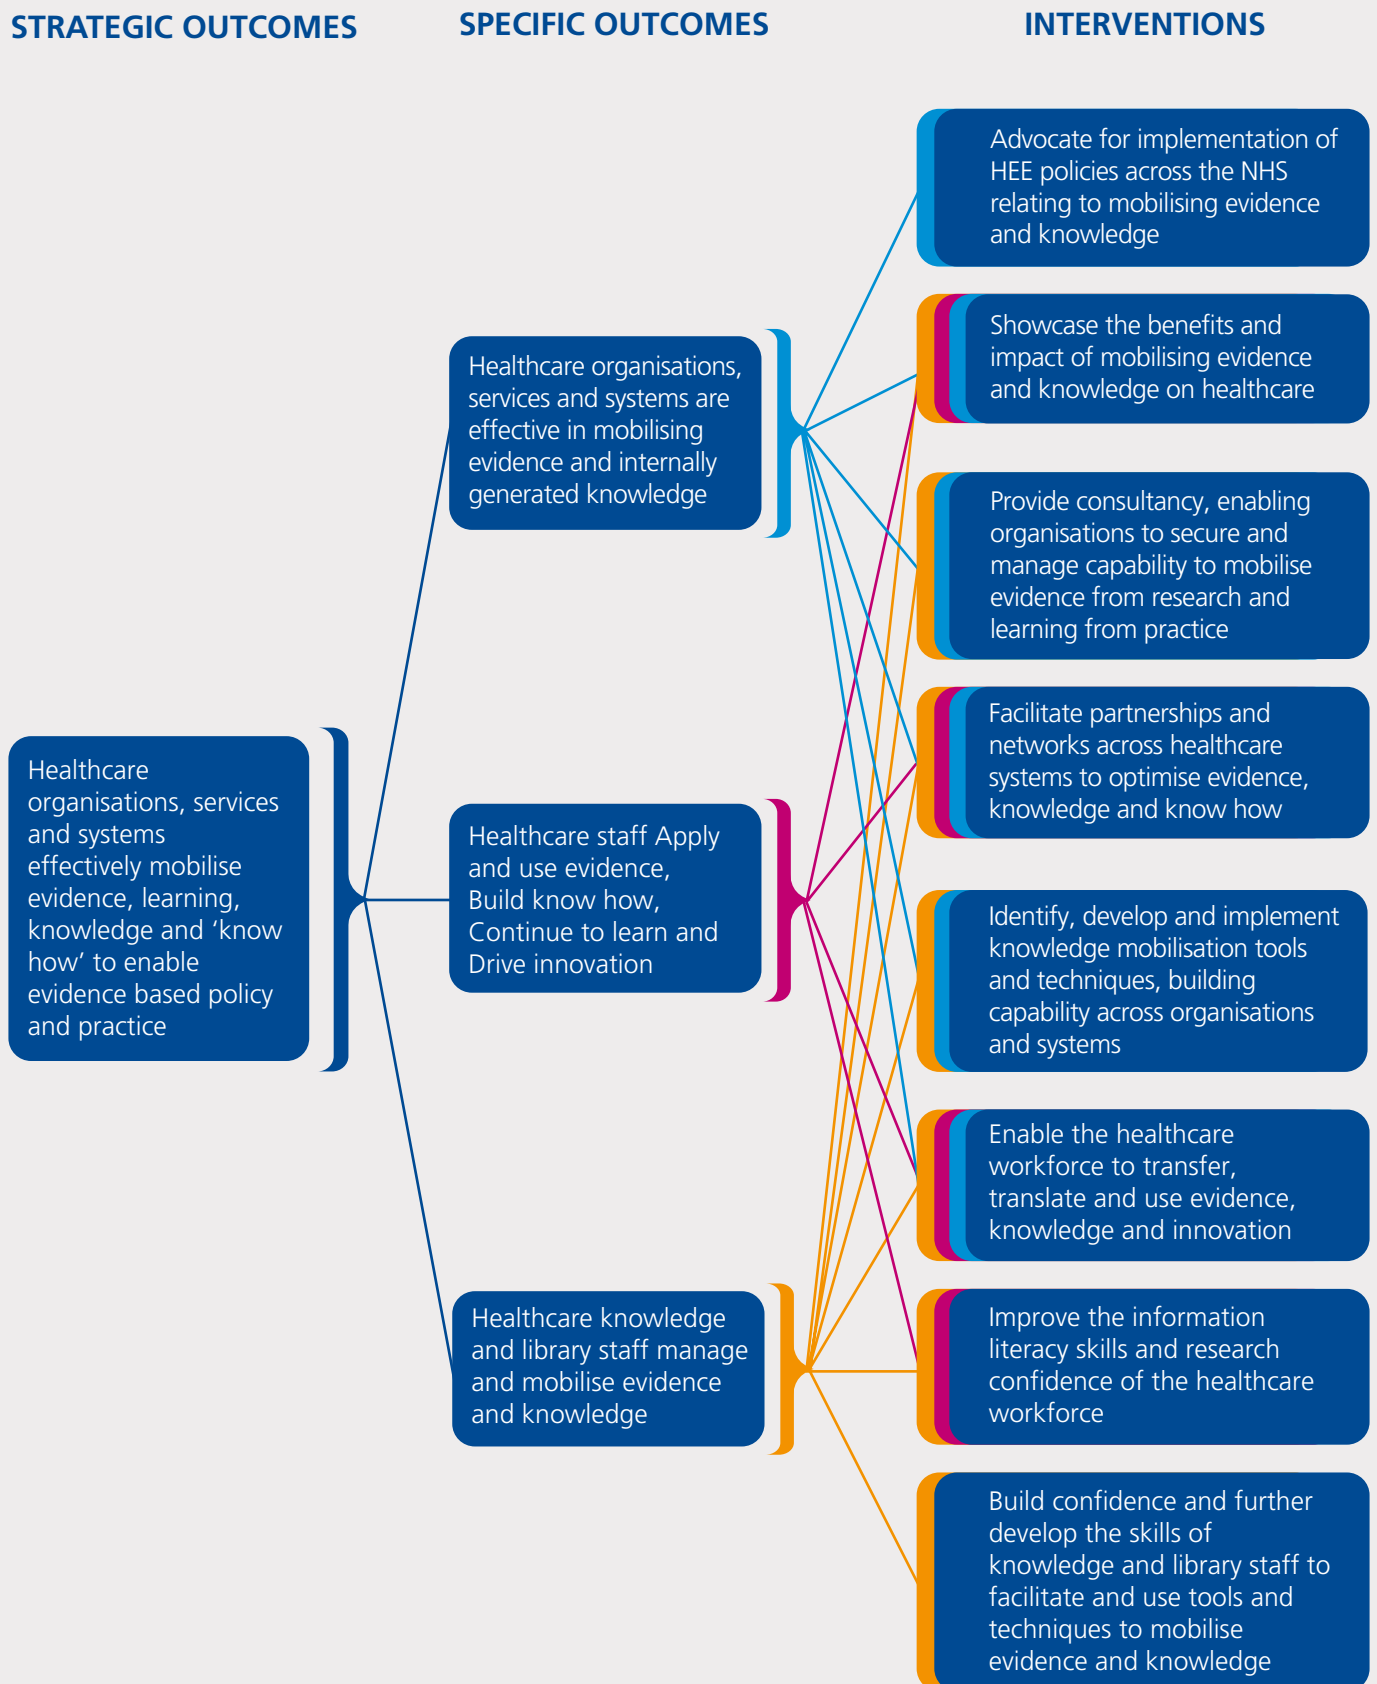 STRATEGIC OUTCOMES
SPECIFIC OUTCOMES
INTERVENTIONS
Healthcare
organisations, services
and systems
effectively mobilise
evidence, learning,
knowledge and ‘know
how’ to enable
evidence based policy
and practice
Healthcare organisations,
services and systems are
effective in mobilising
evidence and internally
generated knowledge
Healthcare staff Apply
and use evidence,
Build know how,
Continue to learn and
Drive innovation
Healthcare knowledge
and library staff manage
and mobilise evidence
and knowledge
Advocate for implementation of
HEE policies across the NHS
relating to mobilising evidence
and knowledge
Showcase the benefits and
impact of mobilising evidence
and knowledge on healthcare
Provide consultancy, enabling
organisations to secure and
manage capability to mobilise
evidence from research and
learning from practice
Facilitate partnerships and
networks across healthcare
systems to optimise evidence,
knowledge and know how
Identify, develop and implement
knowledge mobilisation tools
and techniques, building
capability across organisations
and systems
Enable the healthcare
workforce to transfer,
translate and use evidence,
knowledge and innovation
Improve the information
literacy skills and research
confidence of the healthcare
workforce
Build confidence and further
develop the skills of
knowledge and library staff to
facilitate and use tools and
techniques to mobilise
evidence and knowledge